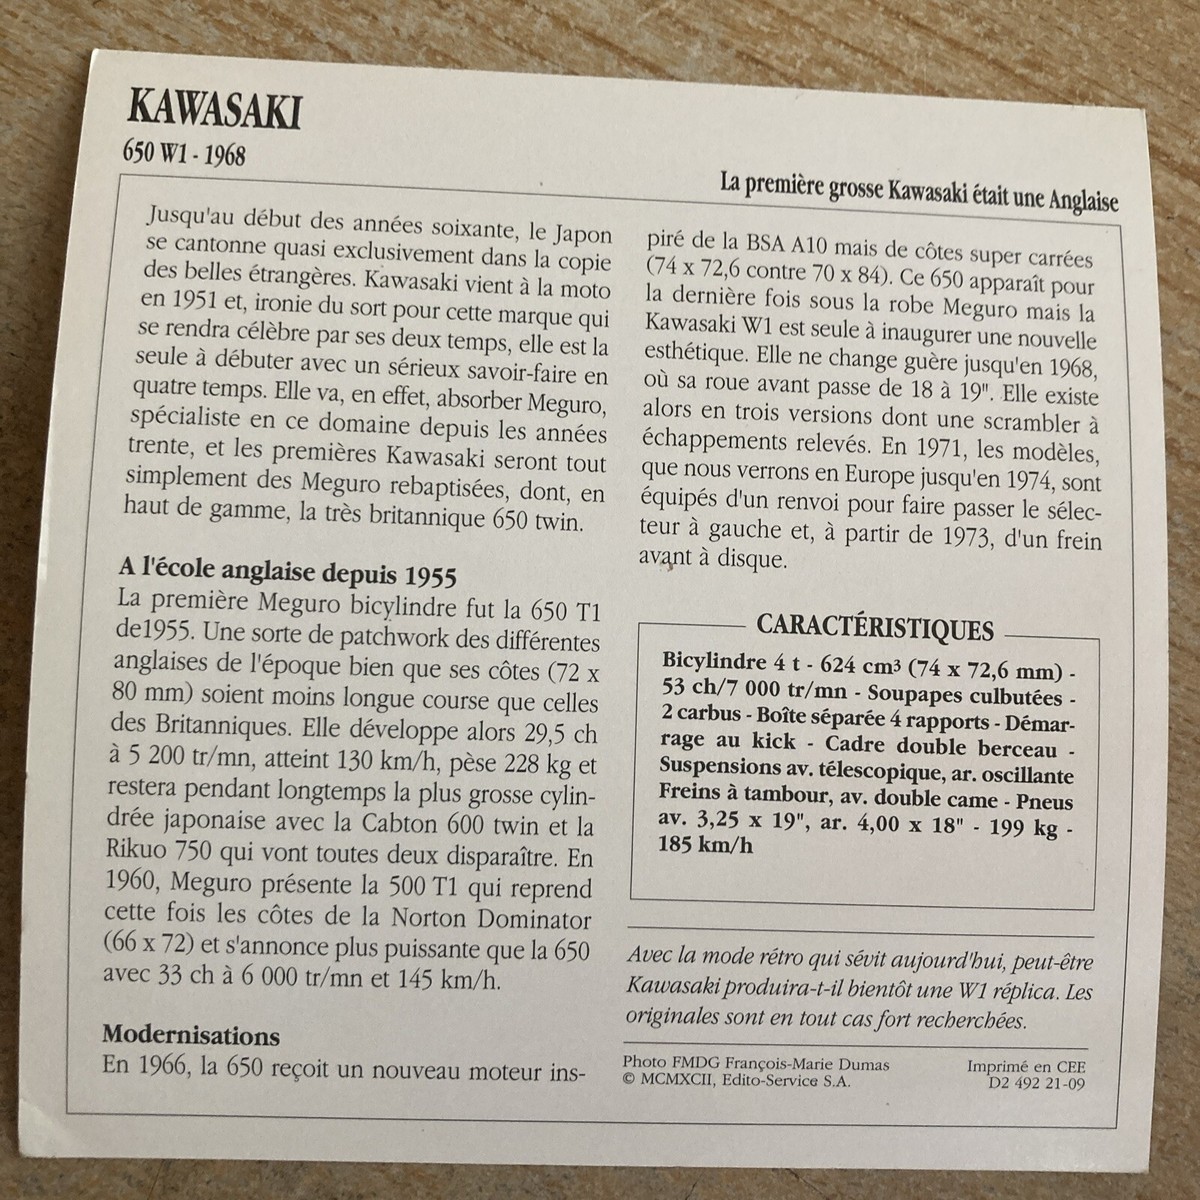 KAWASAKI
650 W1 - 1968
La première grosse Kawasaki était une Anglaise
Jusqu'au début des années soixante, le Japon
se cantonne quasi exclusivement dans la copie
des belles étrangères. Kawasaki vient à la moto
en 1951 et, ironie du sort pour cette marque qui
se rendra célèbre par ses deux temps, elle est la
seule à débuter avec un sérieux savoir-faire en
quatre temps. Elle va, en effet, absorber Meguro,
spécialiste en ce domaine depuis les années
trente, et les premières Kawasaki seront tout
simplement des Meguro rebaptisées, dont, en
haut de gamme, la très britannique 650 twin.
A l'école anglaise depuis 1955
La première Meguro bicylindre fut la 650 T1
de1955. Une sorte de patchwork des différentes
anglaises de l'époque bien que ses côtes (72 x
80 mm) soient moins longue course que celles
des Britanniques. Elle développe alors 29,5 ch
à 5 200 tr/mn, atteint 130 km/h, pèse 228 kg et
restera pendant longtemps la plus grosse cylin-
drée japonaise avec la Cabton 600 twin et la
Rikuo 750 qui vont toutes deux disparaître. En
1960, Meguro présente la 500 T1 qui reprend
cette fois les côtes de la Norton Dominator
(66 x 72) et s'annonce plus puissante que la 650
avec 33 ch à 6 000 tr/mn et 145 km/h.
Modernisations
En 1966, la 650 reçoit un nouveau moteur ins-
piré de la BSA A10 mais de côtes super carrées
(74 x 72,6 contre 70 x 84). Ce 650 apparaît pour
la dernière fois sous la robe Meguro mais la
Kawasaki W1 est seule à inaugurer une nouvelle
esthétique. Elle ne change guère jusqu'en 1968,
où sa roue avant passe de 18 à 19". Elle existe
alors en trois versions dont une scrambler à
échappements relevés. En 1971, les modèles,
que nous verrons en Europe jusqu'en 1974, sont
équipés d'un renvoi pour faire passer le sélec-
teur à gauche et, à partir de 1973, d'un frein
avant à disque.
CARACTÉRISTIQUES
Bicylindre 4 t - 624 cm³ (74 x 72,6 mm) -
53 ch/7 000 tr/mn - Soupapes culbutées -
2 carbus - Boîte séparée 4 rapports - Démar-
rage au kick - Cadre double berceau -
Suspensions av. télescopique, ar. oscillante
Freins à tambour, av. double came - Pneus
av. 3,25 x 19", ar. 4,00 x 18" - 199 kg -
185 km/h
Avec la mode rétro qui sévit aujourd'hui, peut-être
Kawasaki produira-t-il bientôt une W1 réplica. Les
originales sont en tout cas fort recherchées.
Photo FMDG François-Marie Dumas
© MCMXCII, Edito-Service S.A.
Imprimé en CEE
D2 492 21-09